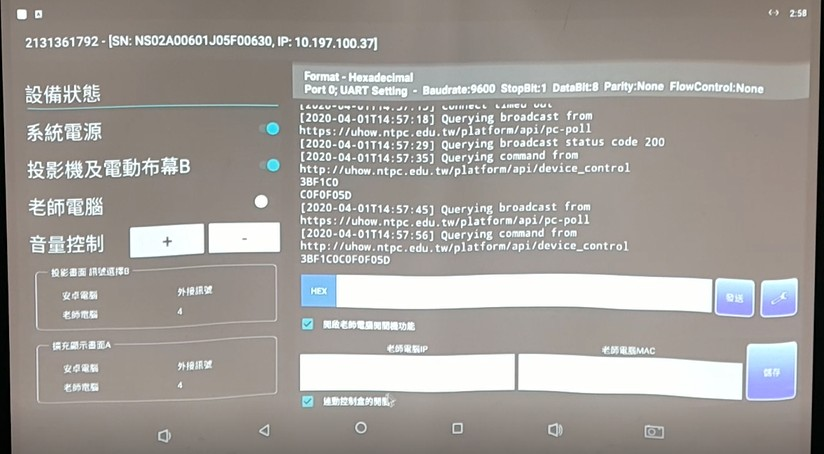 2:58
2131361792 - [SN: NS02A00601J05F00630, IP: 10.197.100.37]
設備狀態
系統電源
投影機及電動布幕B
老師電腦
音量控制
+
-
投影畫面 訊號選擇B
安卓電腦
外接訊號
老師電腦
4
擴充顯示畫面A
安卓電腦
外接訊號
老師電腦
4
Format - Hexadecimal
Port 0; UART Setting - Baudrate:9600 StopBit:1 DataBit:8 Parity:None FlowControl:None
[2020-04-01T14:57:15] Connect timed out
[2020-04-01T14:57:18] Querying broadcast from
https://uhow.ntpc.edu.tw/platform/api/pc-poll
[2020-04-01T14:57:29] Querying broadcast status code 200
[2020-04-01T14:57:35] Querying command from
http://uhow.ntpc.edu.tw/platform/api/device_control
3BF1C0
C0F0F05D
[2020-04-01T14:57:45] Querying broadcast from
https://uhow.ntpc.edu.tw/platform/api/pc-poll
[2020-04-01T14:57:56] Querying command from
http://uhow.ntpc.edu.tw/platform/api/device_control
3BF1C0C0F0F05D
HEX
發送
開啟老師電腦開關機功能
老師電腦IP
老師電腦MAC
儲存
連動控制盒的開關